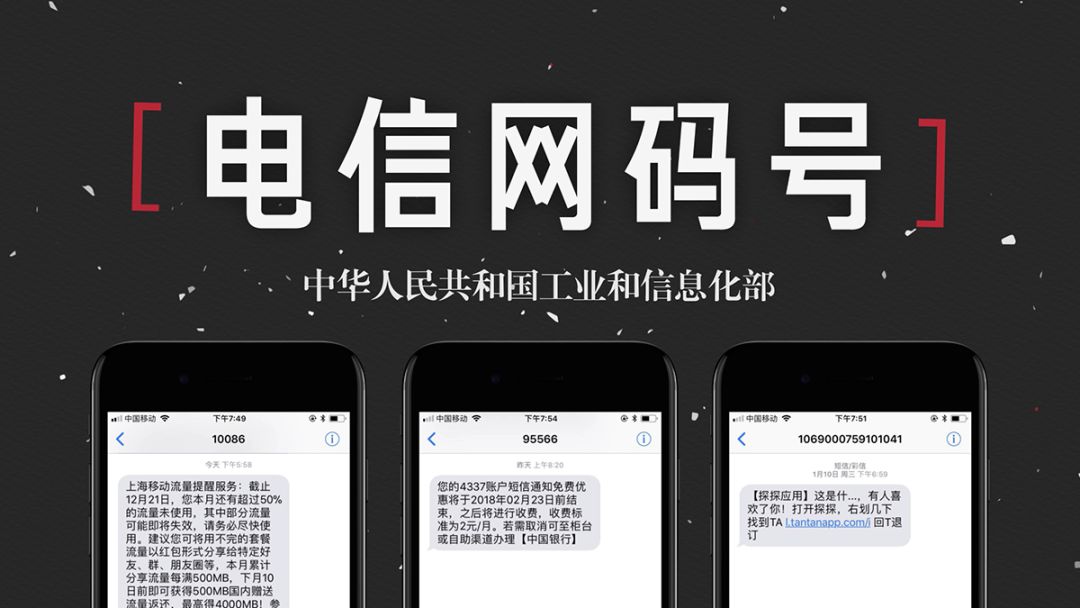 [ 电信网码号 ]
中华人民共和国工业和信息化部
中国移动 下午7:49
10086
今天 下午5:58
上海移动流量提醒服务：截止
12月21日，您本月还有超过50%
的流量未使用，其中部分流量
可能即将失效，请务必尽快使
用。建议您可将用不完的套餐
流量以红包形式分享给特定好
友、群、朋友圈等，本月累计
分享流量每满500MB，下月10
日前即可获得500MB国内赠送
流量返还，最高得4000MB！参
中国移动 下午7:54
95566
昨天 上午8:20
您的4337账户短信通知免费优
惠将于2018年02月23日前结
束，之后将进行收费，收费标
准为2元/月。若需取消可至柜台
或自助渠道办理【中国银行】
中国移动 下午7:51
1069000759101041
短信/彩信
1月10日 周三 下午6:59
【探探应用】这是什...，有人喜
欢了你！打开探探，右划几下
找到TA l.tantanapp.com/j 回T退
订